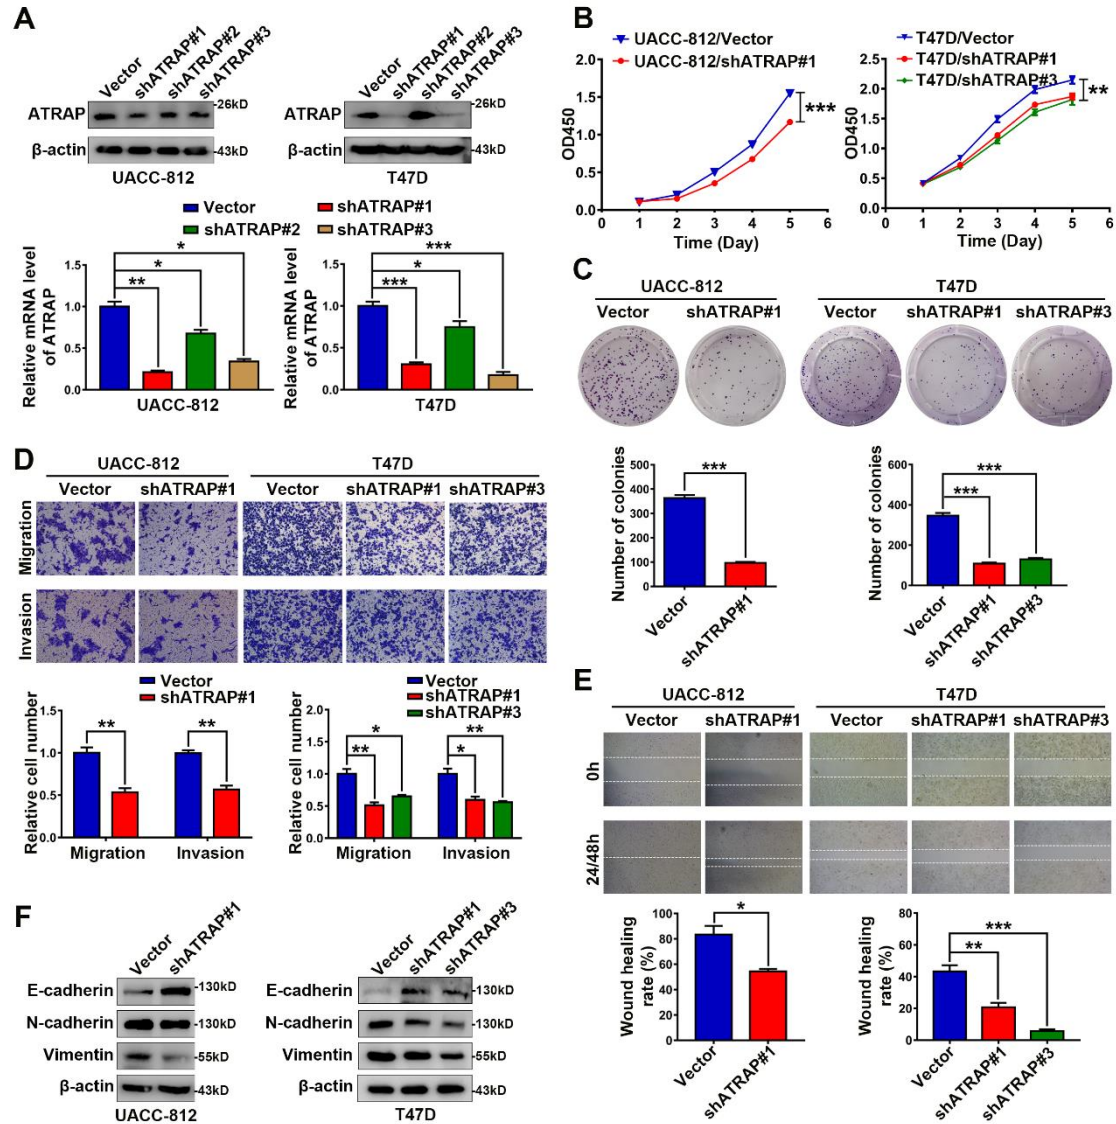 A
Vector
shATRAP#1
shATRAP#2
shATRAP#3
ATRAP
-26kD
β-actin
-43kD
UACC-812
Vector
shATRAP#1
shATRAP#2
shATRAP#3
ATRAP
-26kD
β-actin
-43kD
T47D
Vector
shATRAP#1
shATRAP#2
shATRAP#3
Relative mRNA level
of ATRAP
1.5
1.0
0.5
0.0
*
*
**
UACC-812
Relative mRNA level
of ATRAP
1.5
1.0
0.5
0.0
***
*
***
T47D
B
UACC-812/Vector
UACC-812/shATRAP#1
OD450
2.0
1.5
1.0
0.5
0.0
0 1 2 3 4 5 6
Time (Day)
***
T47D/Vector
T47D/shATRAP#1
T47D/shATRAP#3
OD450
2.5
2.0
1.5
1.0
0.5
0.0
0 1 2 3 4 5 6
Time (Day)
**
C
UACC-812
Vector shATRAP#1
T47D
Vector shATRAP#1 shATRAP#3
Number of colonies
500
400
300
200
100
0
***
Vector
shATRAP#1
Number of colonies
600
400
200
0
***
***
Vector
shATRAP#1
shATRAP#3
D
UACC-812
T47D
Vector shATRAP#1 Vector shATRAP#1 shATRAP#3
Migration
Invasion
Vector
shATRAP#1
Relative cell number
1.5
1.0
0.5
0.0
** **
Migration Invasion
Vector
shATRAP#1
shATRAP#3
Relative cell number
2.0
1.5
1.0
0.5
0.0
* **
** *
Migration Invasion
E
UACC-812
T47D
Vector shATRAP#1 Vector shATRAP#1 shATRAP#3
0h
24/48h
Wound healing
rate (%)
100
80
60
40
20
0
*
Vector
shATRAP#1
Wound healing
rate (%)
80
60
40
20
0
***
**
Vector
shATRAP#1
shATRAP#3
F
Vector
shATRAP#1
E-cadherin
-130kD
N-cadherin
-130kD
Vimentin
-55kD
β-actin
-43kD
UACC-812
Vector
shATRAP#1
shATRAP#3
E-cadherin
-130kD
N-cadherin
-130kD
Vimentin
-55kD
β-actin
-43kD
T47D